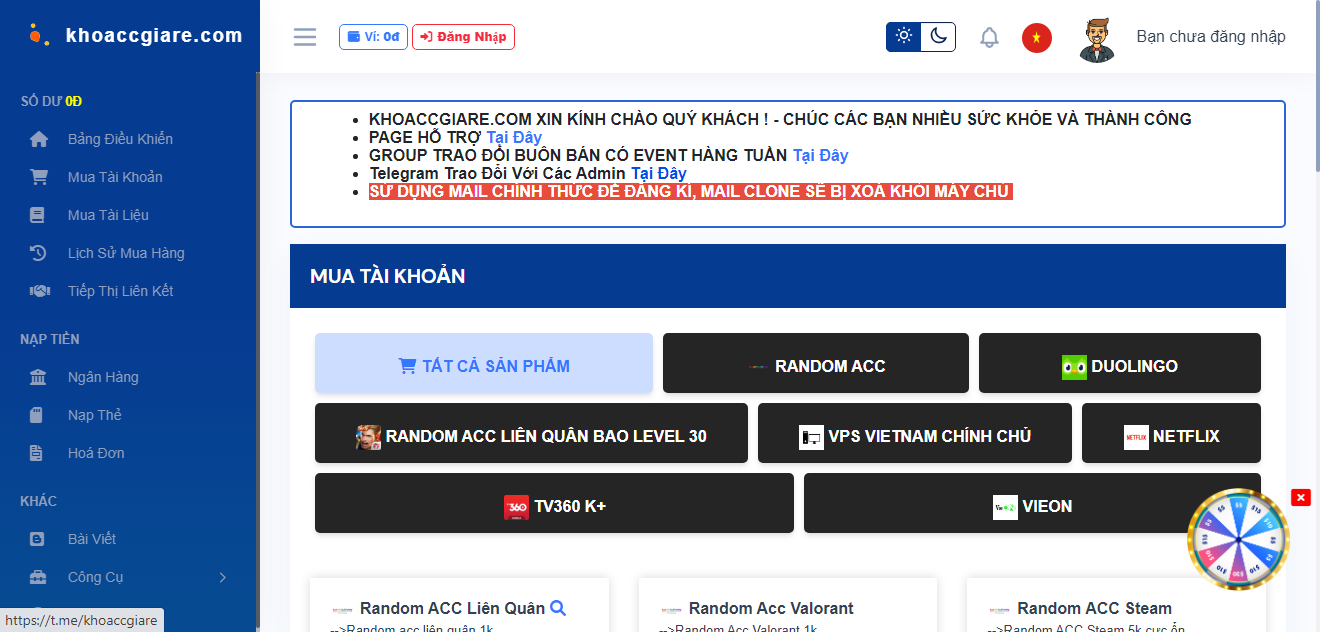 khoaccgiare.com
Ví: 0đ
Đăng Nhập
Bạn chưa đăng nhập
SỐ DƯ 0Đ
Bảng Điều Khiển
Mua Tài Khoản
Mua Tài Liệu
Lịch Sử Mua Hàng
Tiếp Thị Liên Kết
NẠP TIỀN
Ngân Hàng
Nạp Thẻ
Hoá Đơn
KHÁC
Bài Viết
Công Cụ
https://t.me/khoaccgiare
KHOACCGIARE.COM XIN KÍNH CHÀO QUÝ KHÁCH ! - CHÚC CÁC BẠN NHIỀU SỨC KHỎE VÀ THÀNH CÔNG
PAGE HỖ TRỢ Tại Đây
GROUP TRAO ĐỔI BUÔN BÁN CÓ EVENT HÀNG TUẦN Tại Đây
Telegram Trao Đổi Với Các Admin Tại Đây
SỬ DỤNG MAIL CHÍNH THỨC ĐỂ ĐĂNG KÍ, MAIL CLONE SẼ BỊ XOÁ KHỎI MÁY CHỦ
MUA TÀI KHOẢN
TẤT CẢ SẢN PHẨM
RANDOM ACC
DUOLINGO
RANDOM ACC LIÊN QUÂN BAO LEVEL 30
VPS VIETNAM CHÍNH CHỦ
NETFLIX
NETFLIX
360
TV360 K+
VIEON
Random ACC Liên Quân
-->Random acc liên quân 1k
Random Acc Valorant
-->Random Acc Valorant 1k
Random ACC Steam
-->Random ACC Steam 5k cực ổn